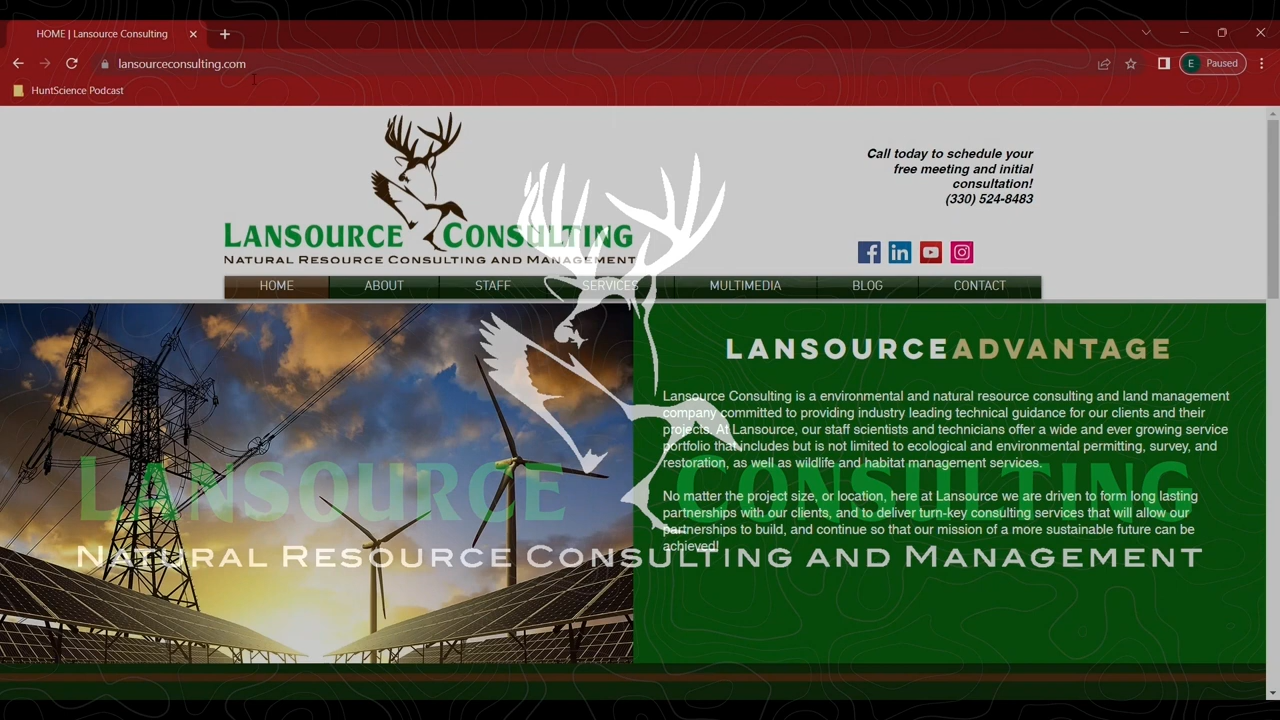 HOME | Lansource Consulting
lansourceconsulting.com
E Paused
HuntScience Podcast
LANSOURCE CONSULTING
NATURAL RESOURCE CONSULTING AND MANAGEMENT
Call today to schedule your
free meeting and initial
consultation!
(330) 524-8483
HOME ABOUT STAFF SERVICES MULTIMEDIA BLOG CONTACT
LANSOURCEADVANTAGE
Lansource Consulting is a environmental and natural resource consulting and land management
company committed to providing industry leading technical guidance for our clients and their
projects. At Lansource, our staff scientists and technicians offer a wide and ever growing service
portfolio that includes but is not limited to ecological and environmental permitting, survey, and
restoration, as well as wildlife and habitat management services.
No matter the project size, or location, here at Lansource we are driven to form long lasting
partnerships with our clients, and to deliver turn-key consulting services that will allow our
partnerships to build, and continue so that our mission of a more sustainable future can be
achieved!
LANSOURCE CONSULTING
NATURAL RESOURCE CONSULTING AND MANAGEMENT